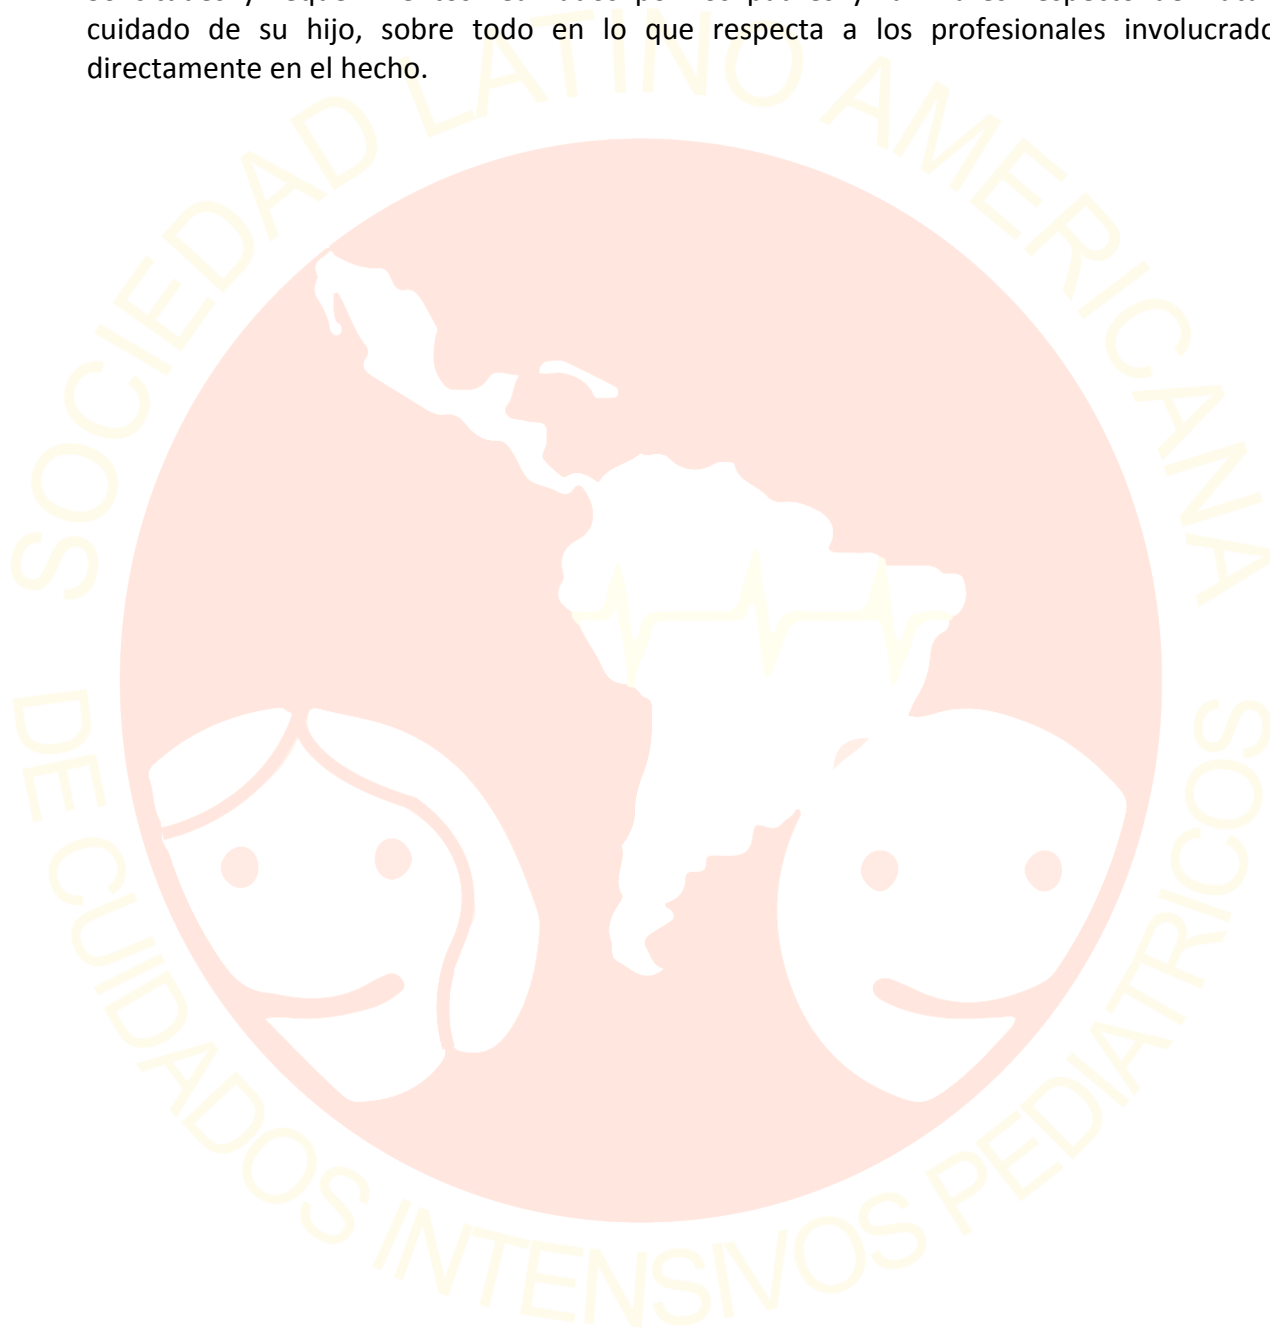 cuidado de su hijo, sobre todo en lo que respecta a los profesionales involucrado
directamente en el hecho.
SOCIEDAD LATINO AMERICANA
DE CUIDADOS INTENSIVOS PEDIATRICOS